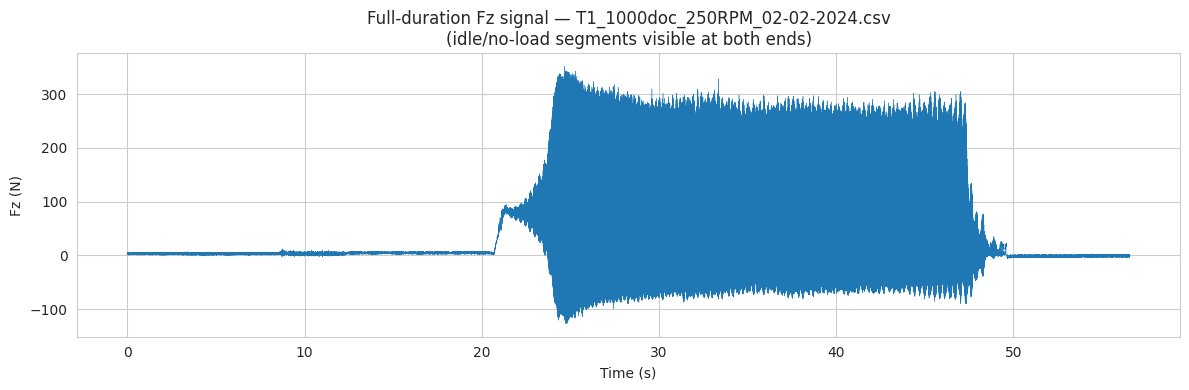 Full-duration Fz signal — T1_1000doc_250RPM_02-02-2024.csv
(idle/no-load segments visible at both ends)
Fz (N)
300
200
100
0
−100
0 10 20 30 40 50
Time (s)